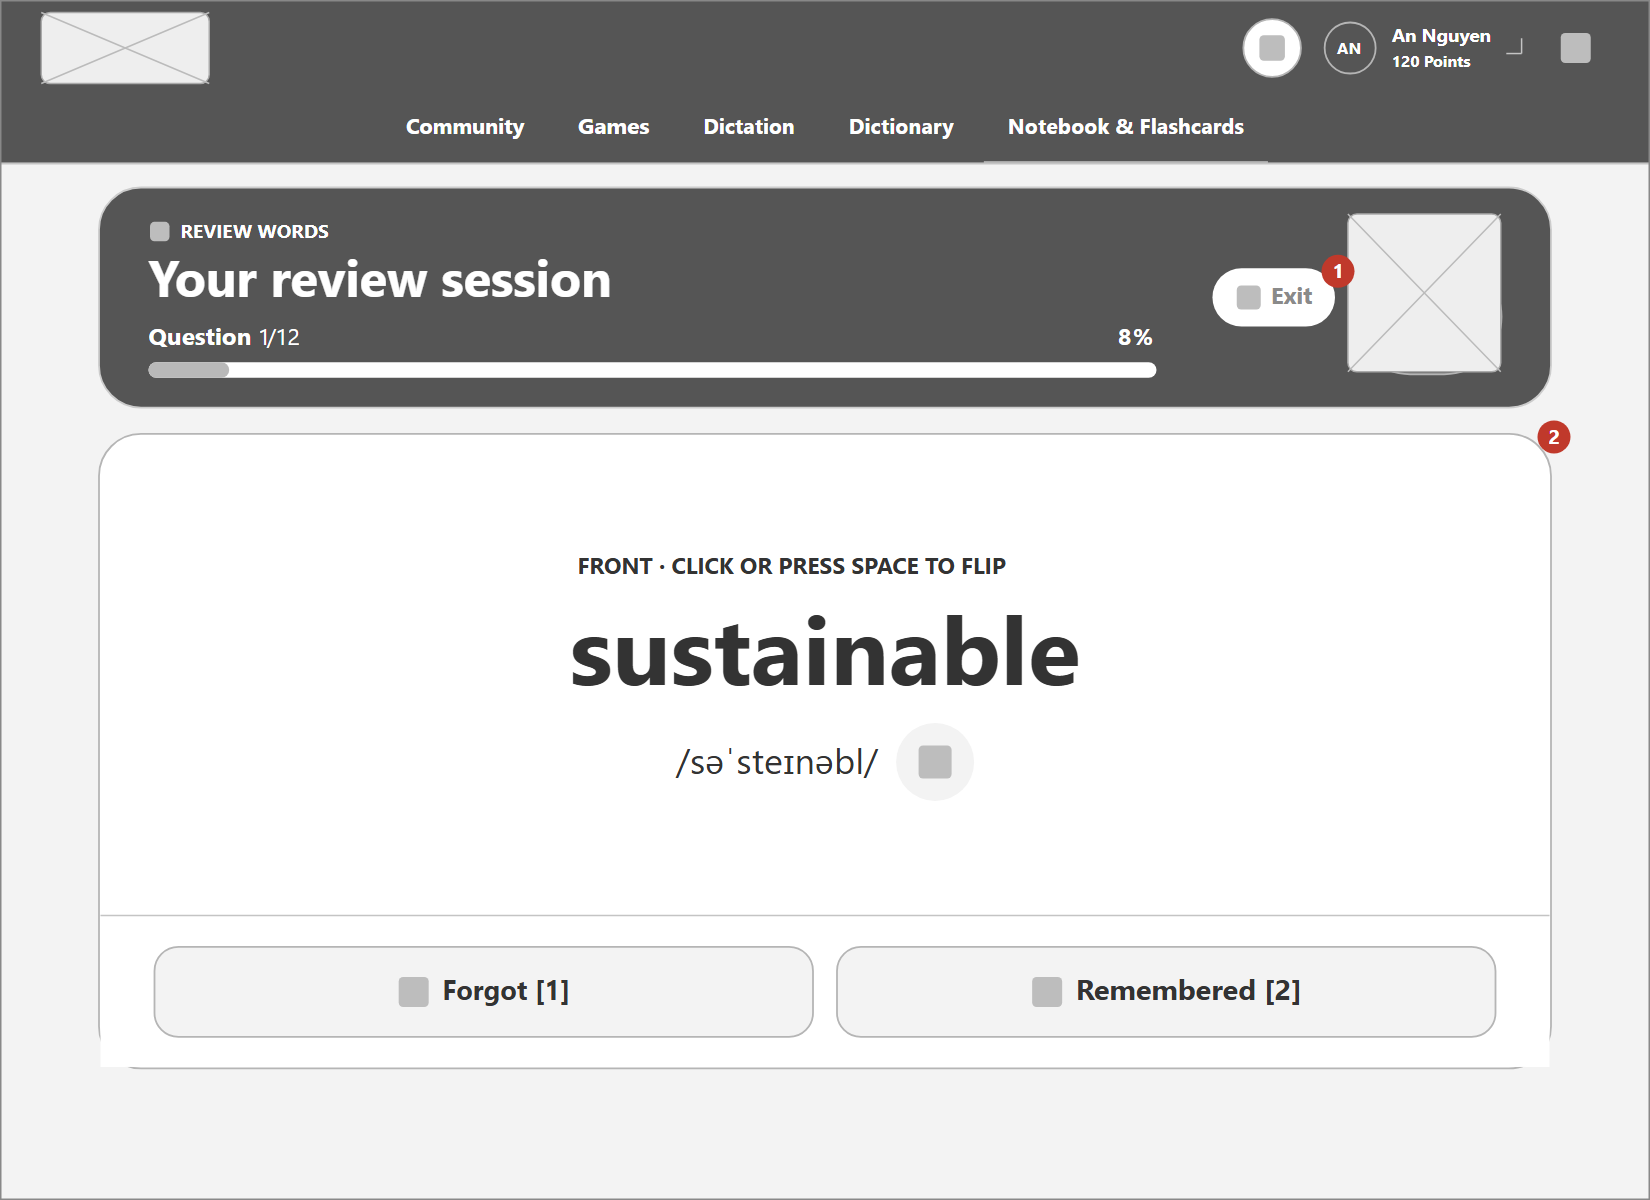 AN
An Nguyen
120 Points
Community
Games
Dictation
Dictionary
Notebook & Flashcards
REVIEW WORDS
Your review session
Question 1/12
8%
Exit
1
2
FRONT · CLICK OR PRESS SPACE TO FLIP
sustainable
/səˈsteɪnəbl/
Forgot [1]
Remembered [2]